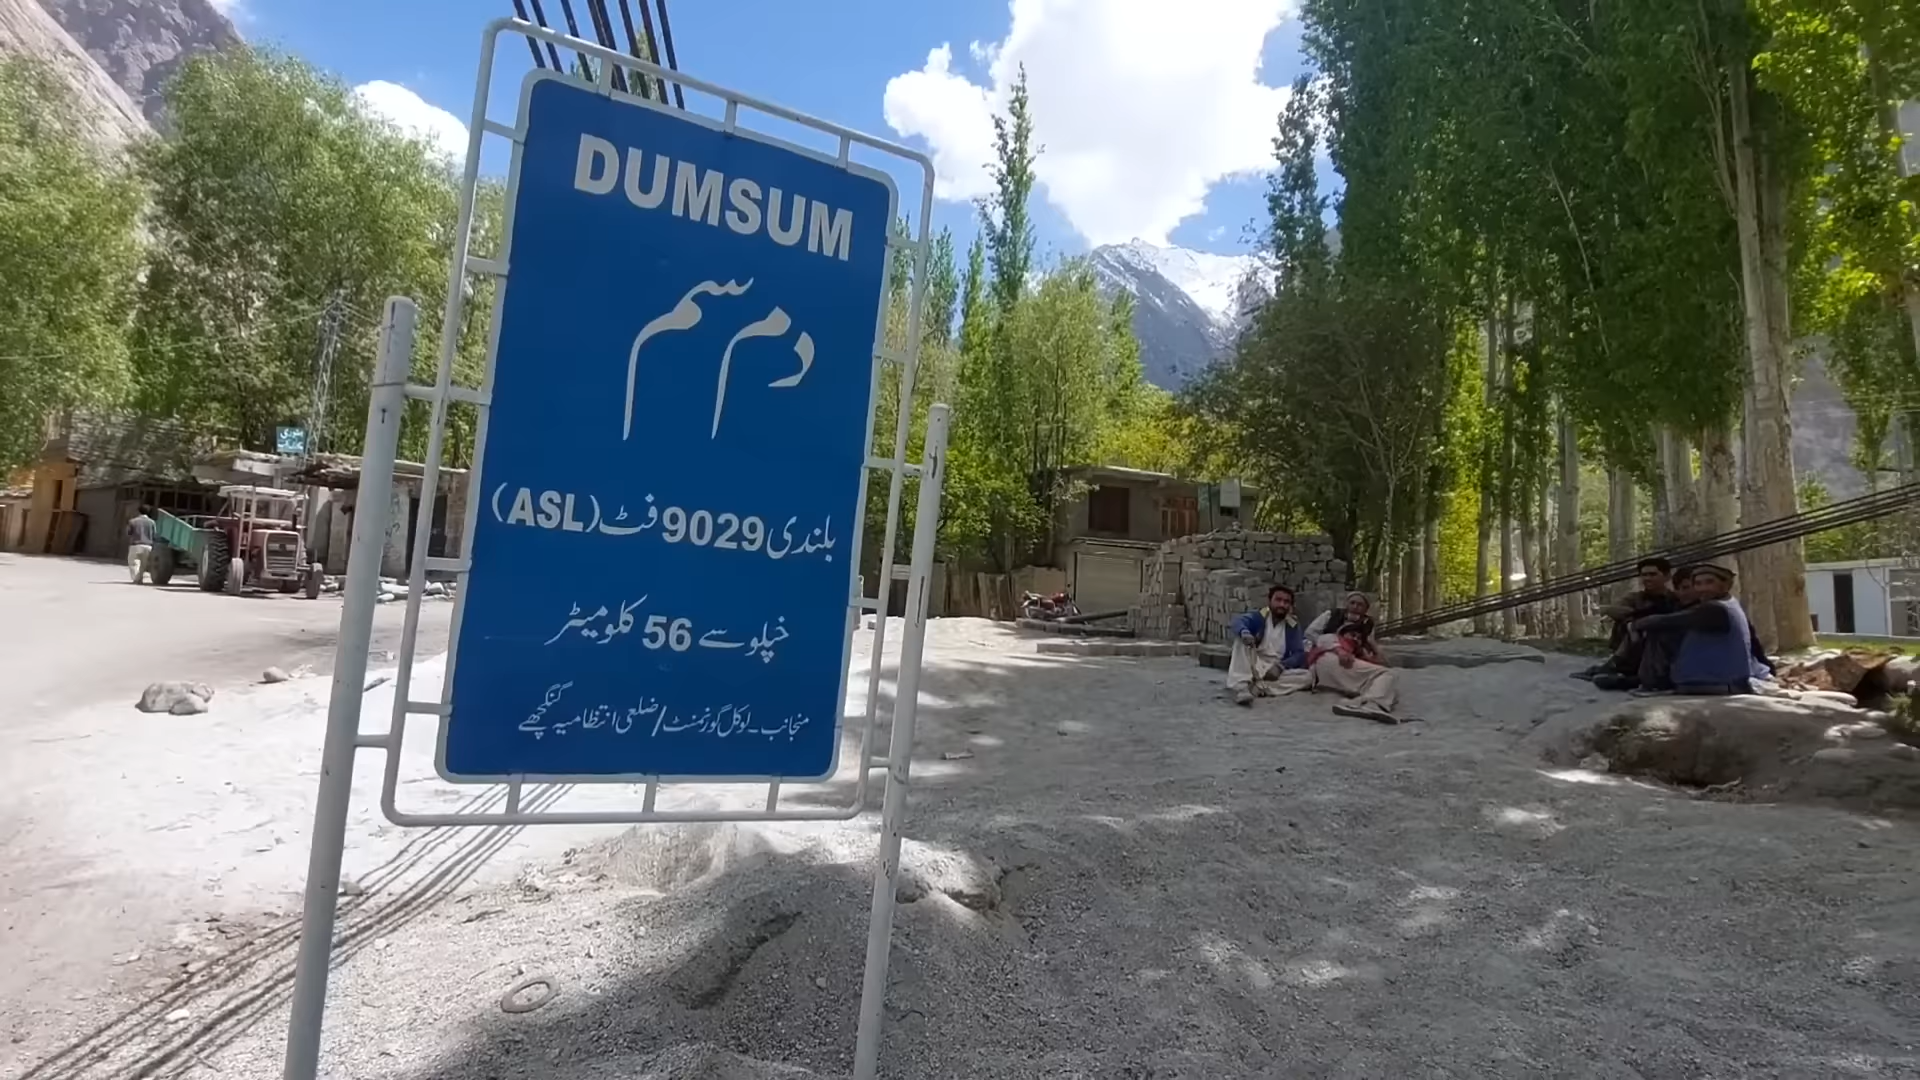 DUMSUM
دم سم
بلندی 9029 فٹ (ASL)
خپلو سے 56 کلومیٹر
منجانب۔ لوکل گورنمنٹ/ضلعی انتظامیہ گنگچھے